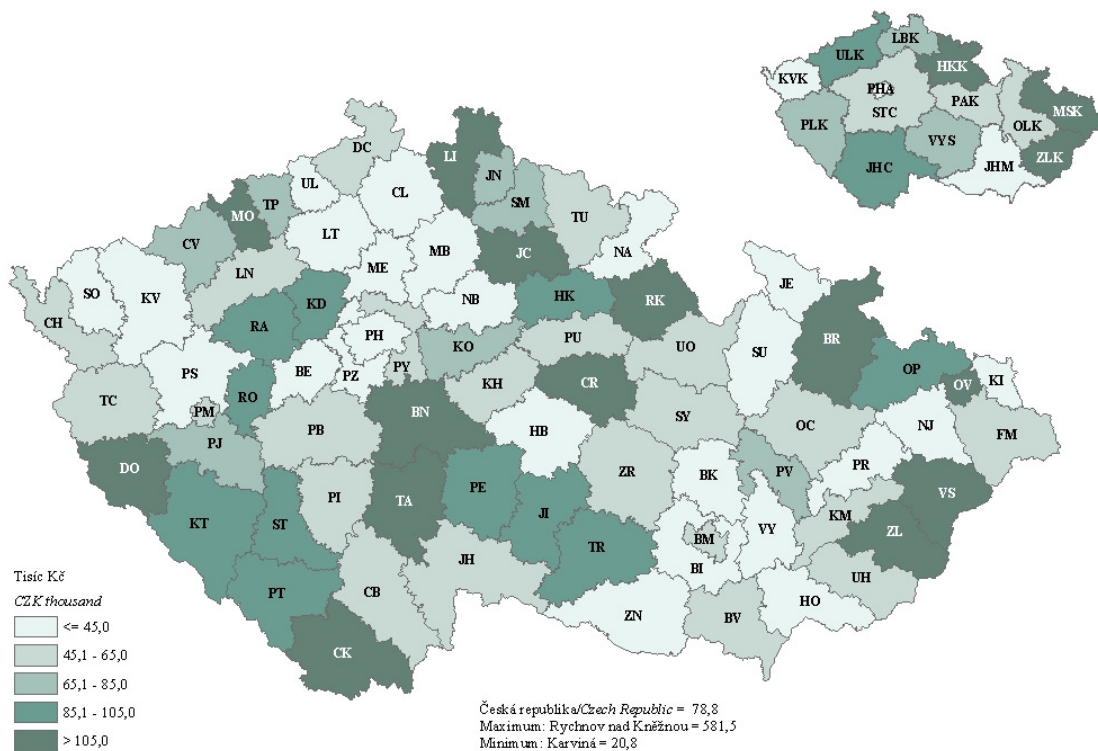 LBK
ULK
HKK
KVK
PHA
PAK
MSK
STC
PLK
OLK
VYS
ZLK
JHC
JHM
DC
LI
JN
UL
CL
TP
MO
SM
TU
LT
MB
CV
JC
NA
ME
LN
JE
SO
KV
NB
HK
RK
KD
CH
RA
BR
PH
PU
KO
UO
SU
OP
BE
PZ
PY
PS
KI
CR
OV
KH
RO
TC
PM
BN
SY
OC
NJ
PB
HB
FM
PJ
PR
DO
ZR
BK
PV
PE
VS
PI
TA
JI
KM
KT
ST
ZL
TR
BM
VY
JH
BI
UH
PT
CB
HO
ZN
BV
CK
Tisíc Kč
CZK thousand
<= 45,0
45,1 - 65,0
65,1 - 85,0
85,1 - 105,0
> 105,0
Česká republika/Czech Republic = 78,8
Maximum: Rychnov nad Kněžnou = 581,5
Minimum: Karviná = 20,8